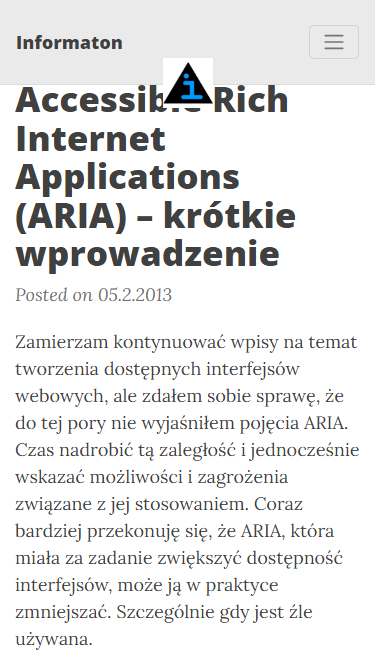 Informaton
Accessible Rich
Internet
Applications
(ARIA) – krótkie
wprowadzenie
Posted on 05.2.2013
Zamierzam kontynuować wpisy na temat
tworzenia dostępnych interfejsów
webowych, ale zdałem sobie sprawę, że
do tej pory nie wyjaśniłem pojęcia ARIA.
Czas nadrobić tą zaległość i jednocześnie
wskazać możliwości i zagrożenia
związane z jej stosowaniem. Coraz
bardziej przekonuję się, że ARIA, która
miała za zadanie zwiększyć dostępność
interfejsów, może ją w praktyce
zmniejszać. Szczególnie gdy jest źle
używana.